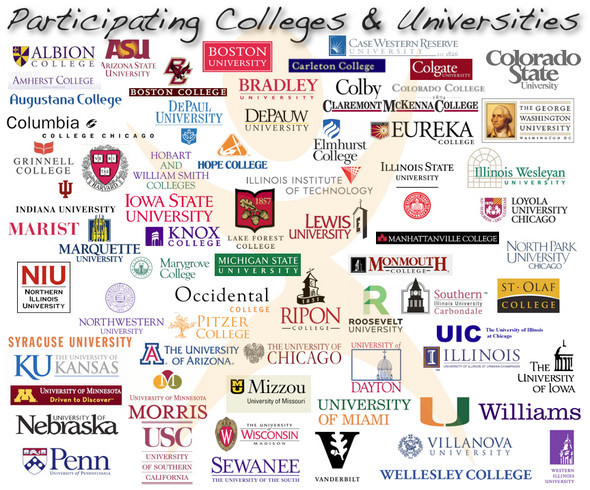 Participating Colleges & Universities
ALBION
COLLEGE
ASU
ARIZONA STATE
UNIVERSITY
BOSTON
UNIVERSITY
CASE WESTERN RESERVE
UNIVERSITY
EST. 1826
Colorado
State
University
AMHERST COLLEGE
BC
BOSTON COLLEGE
Carleton College
Colgate
UNIVERSITY
Augustana College
BRADLEY
UNIVERSITY
Colby
COLORADO COLLEGE
1874
CLAREMONT MCKENNA COLLEGE
DEPAUL
UNIVERSITY
DEPAUW
UNIVERSITY
THE GEORGE
WASHINGTON
UNIVERSITY
WASHINGTON DC
Columbia
COLLEGE CHICAGO
EUREKA
COLLEGE
GRINNELL
COLLEGE
HARVARD
HOBART
AND
WILLIAM SMITH
COLLEGES
HOPE COLLEGE
Elmhurst
College
ILLINOIS STATE
UNIVERSITY
Illinois Wesleyan
UNIVERSITY
ILLINOIS INSTITUTE
OF TECHNOLOGY
INDIANA UNIVERSITY
IOWA STATE
UNIVERSITY
1857
LAKE FOREST
COLLEGE
LEWIS
UNIVERSITY
LOYOLA
UNIVERSITY
CHICAGO
MARIST
MARQUETTE
UNIVERSITY
KNOX
COLLEGE
MANHATTANVILLE COLLEGE
NORTH PARK
UNIVERSITY
CHICAGO
NIU
NORTHERN
ILLINOIS
UNIVERSITY
Marygrove
College
MICHIGAN STATE
UNIVERSITY
MONMOUTH
COLLEGE
NORTHWESTERN
UNIVERSITY
Occidental
COLLEGE
PITZER
COLLEGE
1851
RIPON
COLLEGE
R
ROOSEVELT
UNIVERSITY
Southern
Illinois University
Carbondale
ST·OLAF
COLLEGE
SYRACUSE UNIVERSITY
KU
THE UNIVERSITY OF
KANSAS
A
THE UNIVERSITY
OF ARIZONA.
THE UNIVERSITY OF
CHICAGO
UNIVERSITY of
DAYTON
UIC
The University of Illinois
at Chicago
I
ILLINOIS
UNIVERSITY OF ILLINOIS AT URBANA-CHAMPAIGN
THE
UNIVERSITY
OF IOWA
M
UNIVERSITY OF MINNESOTA
Driven to Discover
M
UNIVERSITY OF MINNESOTA
MORRIS
Mizzou
University of Missouri
UNIVERSITY
OF MIAMI
U
Williams
UNIVERSITY OF
Nebraska
USC
UNIVERSITY
OF SOUTHERN
CALIFORNIA
W
THE UNIVERSITY
of
WISCONSIN
MADISON
V
VANDERBILT
VILLANOVA
UNIVERSITY
WESTERN
ILLINOIS
UNIVERSITY
Penn
UNIVERSITY of PENNSYLVANIA
SEWANEE
THE UNIVERSITY OF THE SOUTH
WELLESLEY COLLEGE